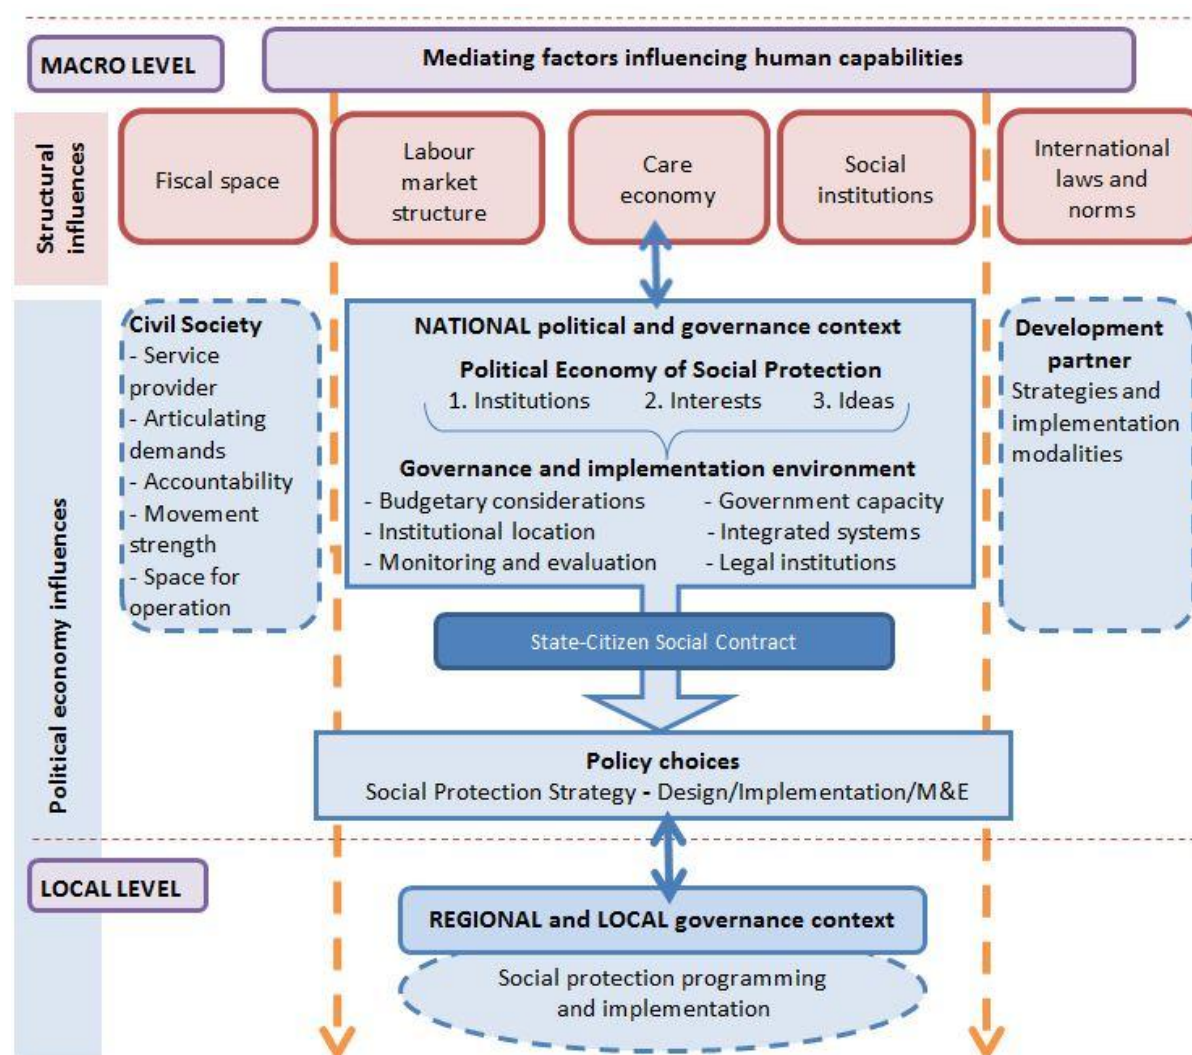 MACRO LEVEL
Mediating factors influencing human capabilities
Structural
influences
Fiscal space
Labour
market
structure
Care
economy
Social
institutions
International
laws and
norms
Political economy influences
Civil Society
- Service
provider
- Articulating
demands
- Accountability
- Movement
strength
- Space for
operation
NATIONAL political and governance context
Political Economy of Social Protection
1. Institutions 2. Interests 3. Ideas
Governance and implementation environment
- Budgetary considerations - Government capacity
- Institutional location - Integrated systems
- Monitoring and evaluation - Legal institutions
Development
partner
Strategies and
implementation
modalities
State-Citizen Social Contract
Policy choices
Social Protection Strategy - Design/Implementation/M&E
LOCAL LEVEL
REGIONAL and LOCAL governance context
Social protection programming
and implementation